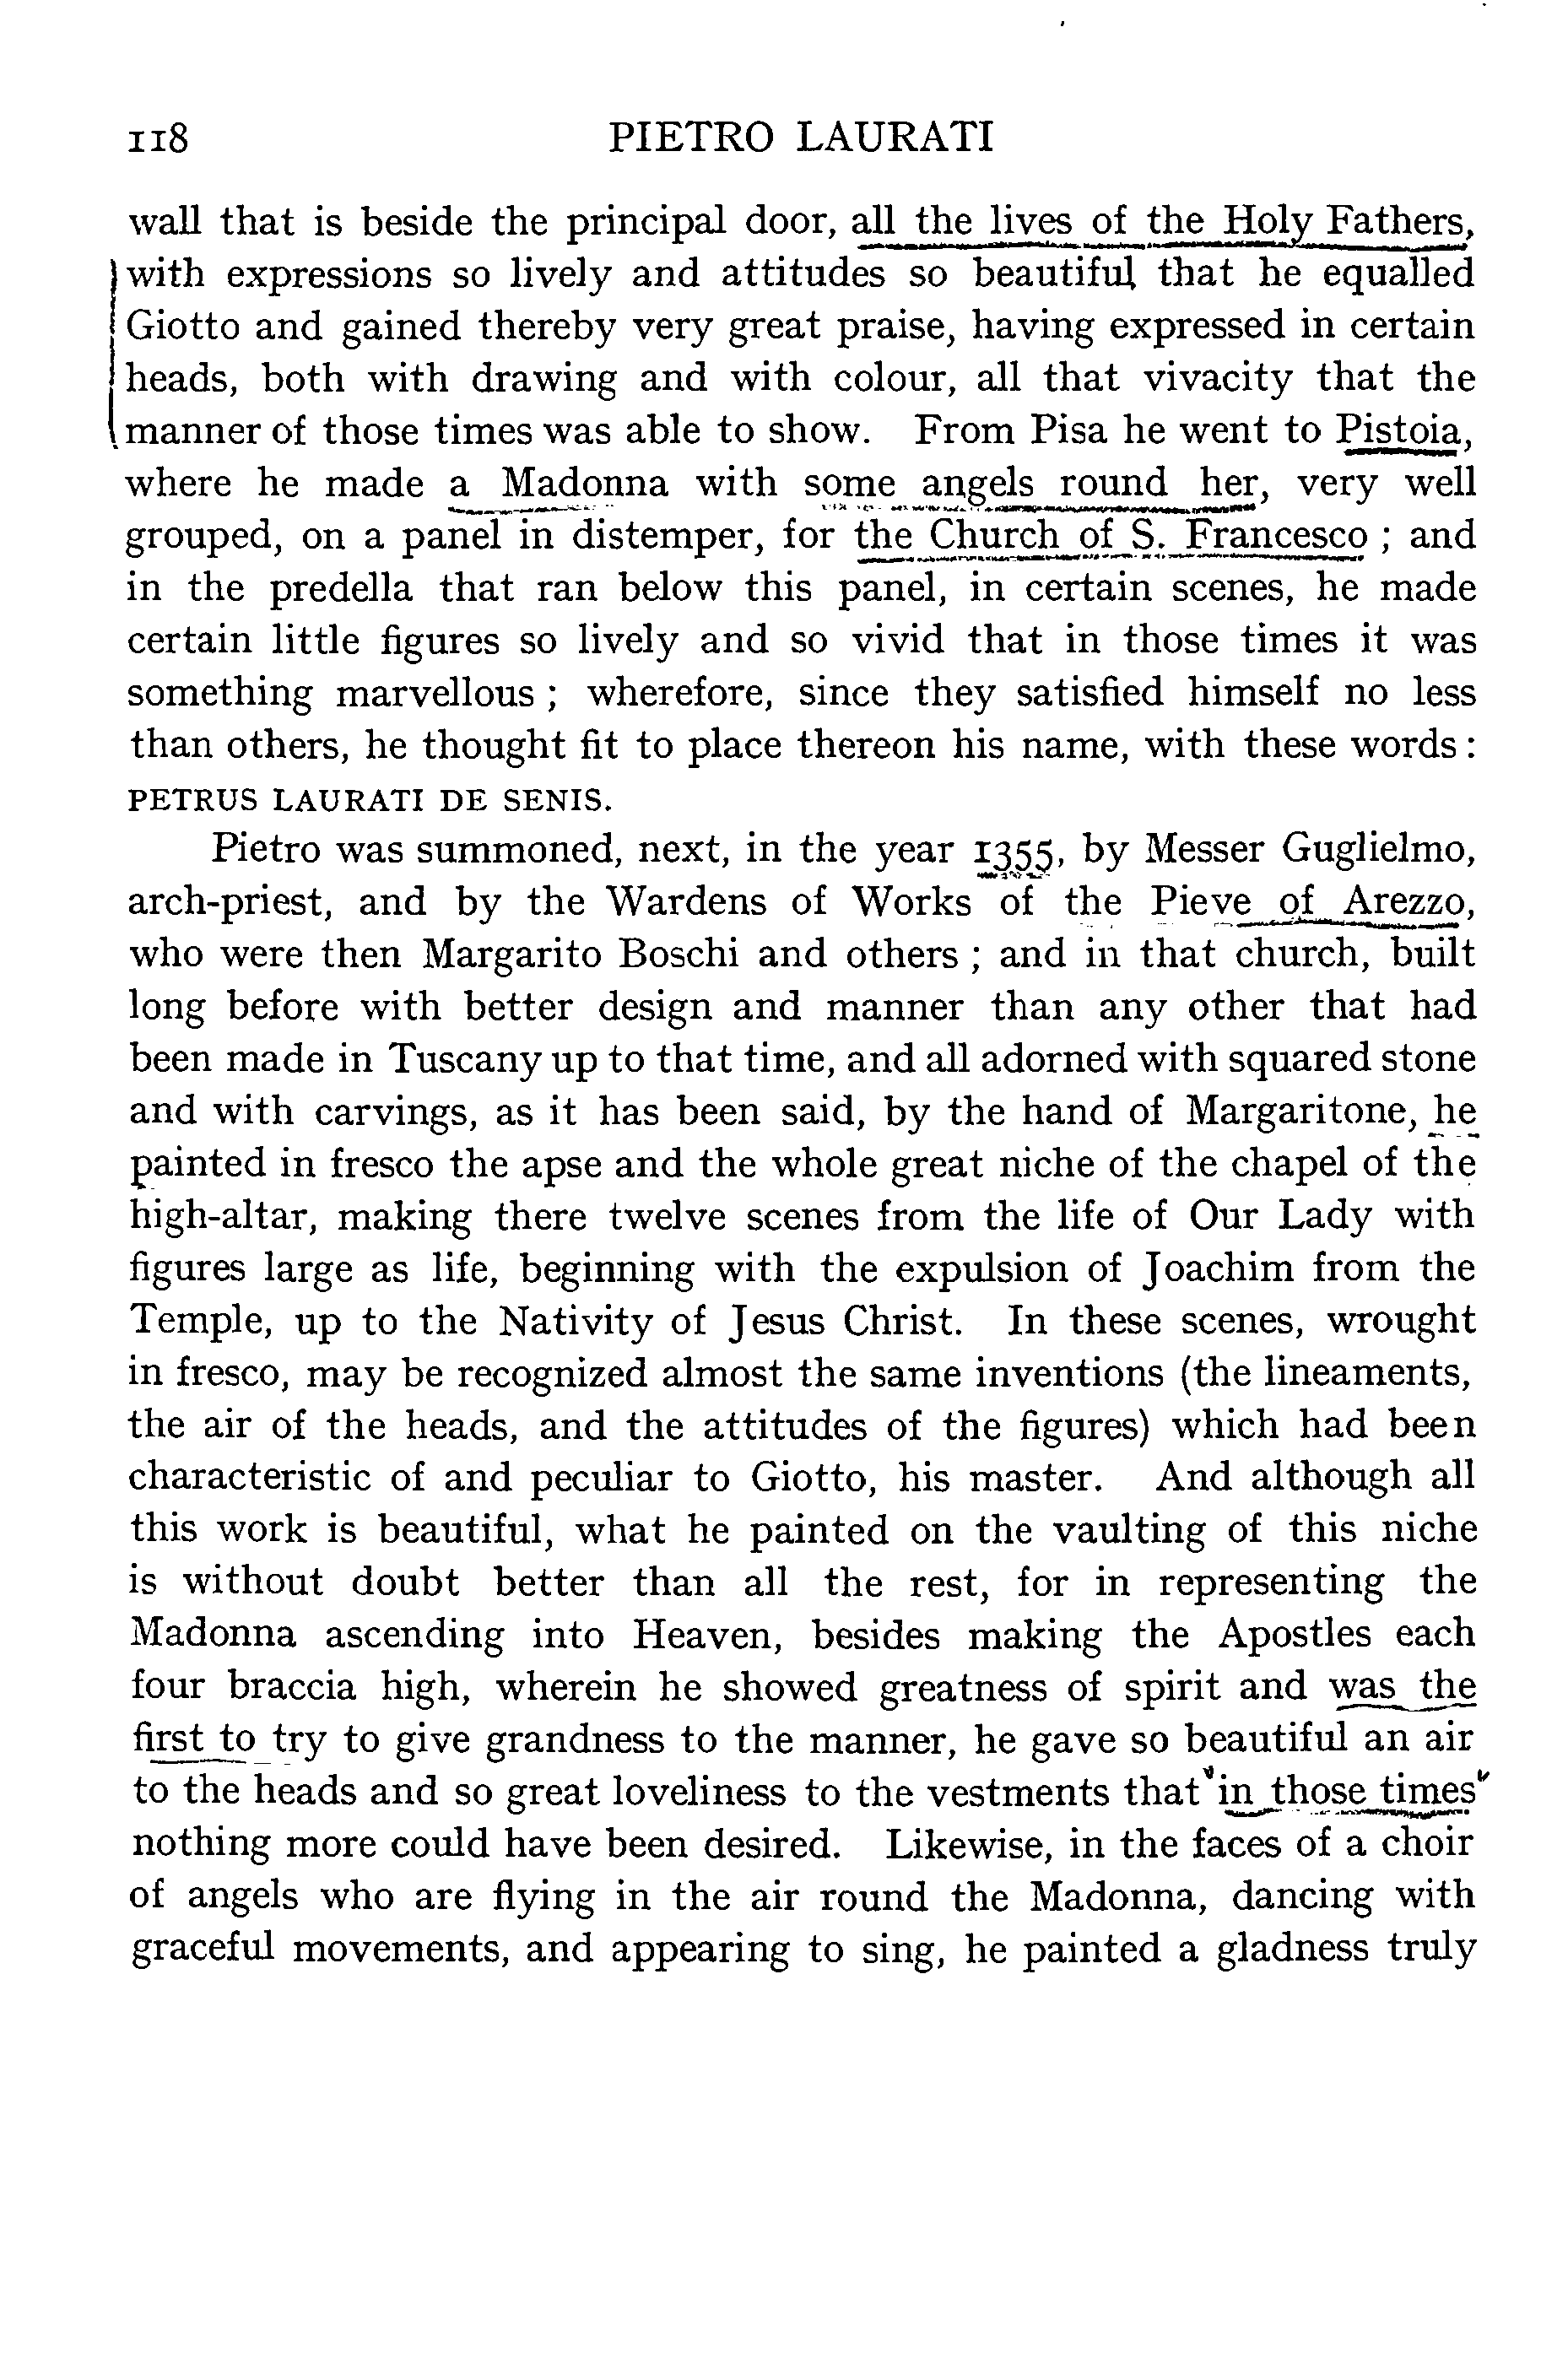 118 PIETRO LAURATI
wall that is beside the principal door, all the lives of the Holy Fathers,
with expressions so lively and attitudes so beautiful that he equalled
Giotto and gained thereby very great praise, having expressed in certain
heads, both with drawing and with colour, all that vivacity that the
manner of those times was able to show. From Pisa he went to Pistoia,
where he made a Madonna with some angels round her, very well
grouped, on a panel in distemper, for the Church of S. Francesco ; and
in the predella that ran below this panel, in certain scenes, he made
certain little figures so lively and so vivid that in those times it was
something marvellous ; wherefore, since they satisfied himself no less
than others, he thought fit to place thereon his name, with these words :
PETRUS LAURATI DE SENIS.
Pietro was summoned, next, in the year 1355, by Messer Guglielmo,
arch-priest, and by the Wardens of Works of the Pieve of Arezzo,
who were then Margarito Boschi and others ; and in that church, built
long before with better design and manner than any other that had
been made in Tuscany up to that time, and all adorned with squared stone
and with carvings, as it has been said, by the hand of Margaritone, he
painted in fresco the apse and the whole great niche of the chapel of the
high-altar, making there twelve scenes from the life of Our Lady with
figures large as life, beginning with the expulsion of Joachim from the
Temple, up to the Nativity of Jesus Christ. In these scenes, wrought
in fresco, may be recognized almost the same inventions (the lineaments,
the air of the heads, and the attitudes of the figures) which had been
characteristic of and peculiar to Giotto, his master. And although all
this work is beautiful, what he painted on the vaulting of this niche
is without doubt better than all the rest, for in representing the
Madonna ascending into Heaven, besides making the Apostles each
four braccia high, wherein he showed greatness of spirit and was the
first to try to give grandness to the manner, he gave so beautiful an air
to the heads and so great loveliness to the vestments that "in those times"
nothing more could have been desired. Likewise, in the faces of a choir
of angels who are flying in the air round the Madonna, dancing with
graceful movements, and appearing to sing, he painted a gladness truly